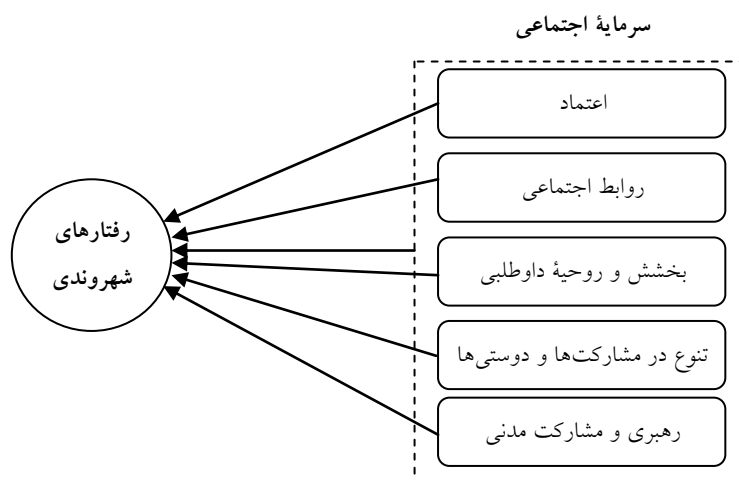 سرمایهٔ اجتماعی
اعتماد
روابط اجتماعی
بخشش و روحیهٔ داوطلبی
تنوع در مشارکت‌ها و دوستی‌ها
رهبری و مشارکت مدنی
رفتارهای
شهروندی